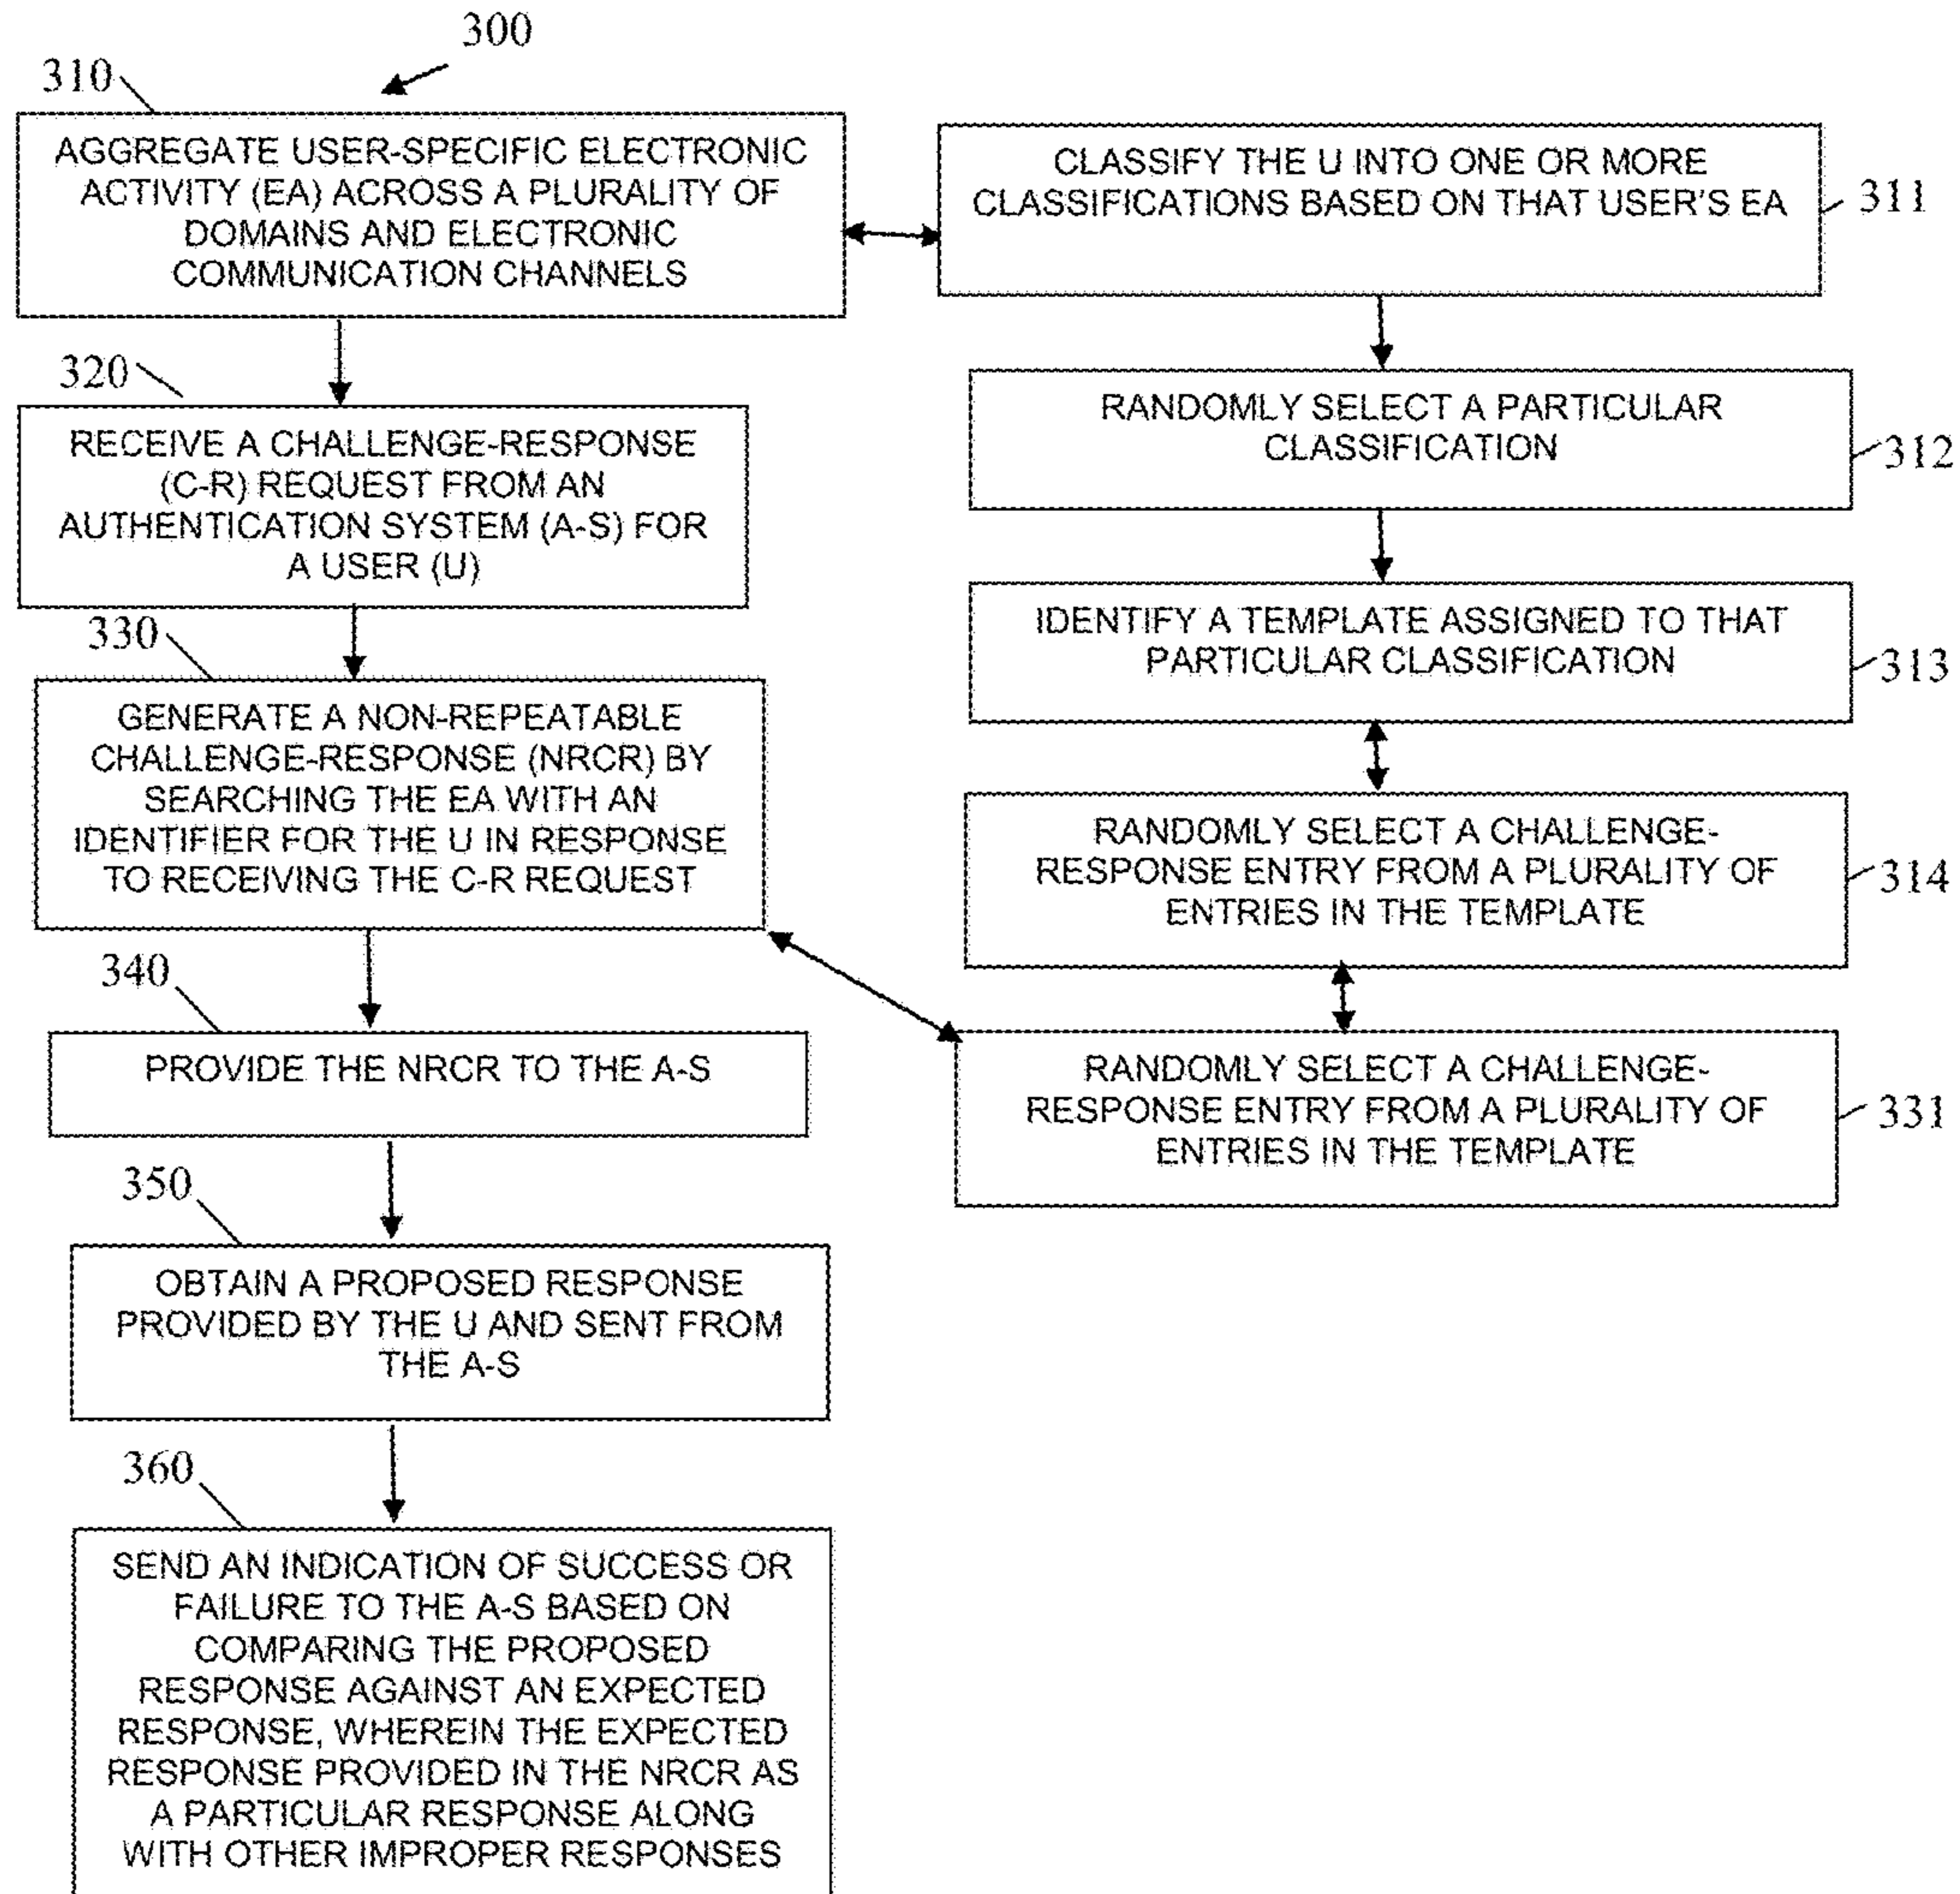 300
310
AGGREGATE USER-SPECIFIC ELECTRONIC
ACTIVITY (EA) ACROSS A PLURALITY OF
DOMAINS AND ELECTRONIC
COMMUNICATION CHANNELS
CLASSIFY THE U INTO ONE OR MORE
CLASSIFICATIONS BASED ON THAT USER'S EA
311
320
RECEIVE A CHALLENGE-RESPONSE
(C-R) REQUEST FROM AN
AUTHENTICATION SYSTEM (A-S) FOR
A USER (U)
RANDOMLY SELECT A PARTICULAR
CLASSIFICATION
312
330
GENERATE A NON-REPEATABLE
CHALLENGE-RESPONSE (NRCR) BY
SEARCHING THE EA WITH AN
IDENTIFIER FOR THE U IN RESPONSE
TO RECEIVING THE C-R REQUEST
IDENTIFY A TEMPLATE ASSIGNED TO THAT
PARTICULAR CLASSIFICATION
313
RANDOMLY SELECT A CHALLENGE-
RESPONSE ENTRY FROM A PLURALITY OF
ENTRIES IN THE TEMPLATE
314
340
PROVIDE THE NRCR TO THE A-S
RANDOMLY SELECT A CHALLENGE-
RESPONSE ENTRY FROM A PLURALITY OF
ENTRIES IN THE TEMPLATE
331
350
OBTAIN A PROPOSED RESPONSE
PROVIDED BY THE U AND SENT FROM
THE A-S
360
SEND AN INDICATION OF SUCCESS OR
FAILURE TO THE A-S BASED ON
COMPARING THE PROPOSED
RESPONSE AGAINST AN EXPECTED
RESPONSE, WHEREIN THE EXPECTED
RESPONSE PROVIDED IN THE NRCR AS
A PARTICULAR RESPONSE ALONG
WITH OTHER IMPROPER RESPONSES